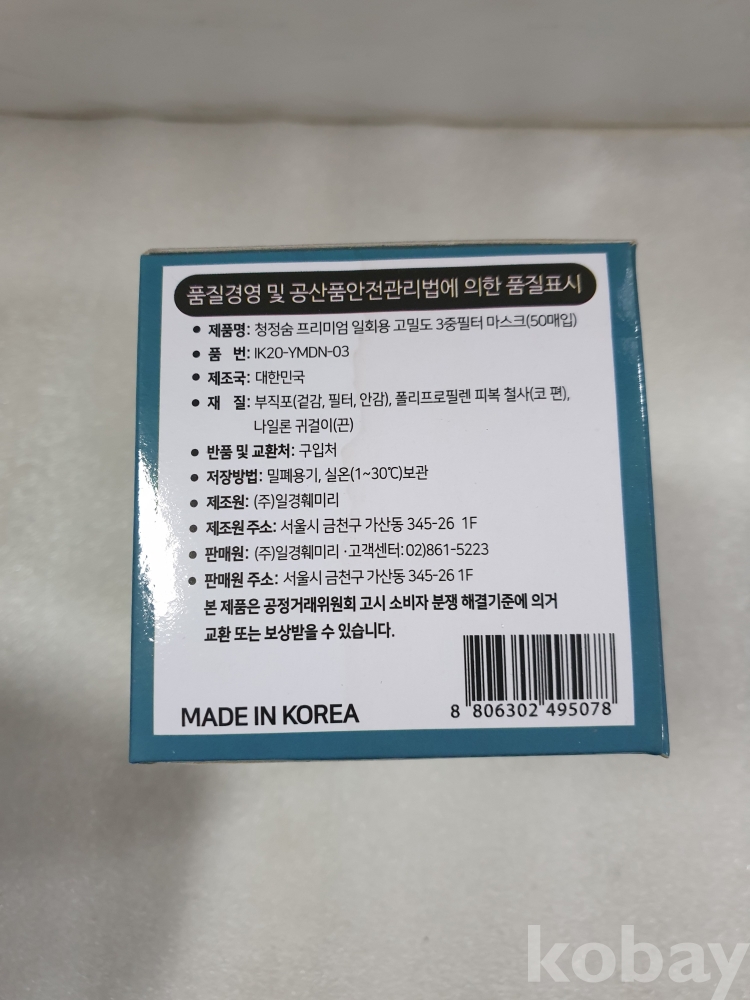 품질경영 및 공산품안전관리법에 의한 품질표시
• 제품명: 청정숨 프리미엄 일회용 고밀도 3중필터 마스크(50매입)
• 품 번: IK20-YMDN-03
• 제조국: 대한민국
• 재 질: 부직포(겉감, 필터, 안감), 폴리프로필렌 피복 철사(코 편),
나일론 귀걸이(끈)
• 반품 및 교환처: 구입처
• 저장방법: 밀폐용기, 실온(1~30℃)보관
• 제조원: (주)일경훼미리
• 제조원 주소: 서울시 금천구 가산동 345-26 1F
• 판매원: (주)일경훼미리 ·고객센터: 02)861-5223
• 판매원 주소: 서울시 금천구 가산동 345-26 1F
본 제품은 공정거래위원회 고시 소비자 분쟁 해결기준에 의거
교환 또는 보상받을 수 있습니다.
MADE IN KOREA
8 806302 495078
kobay